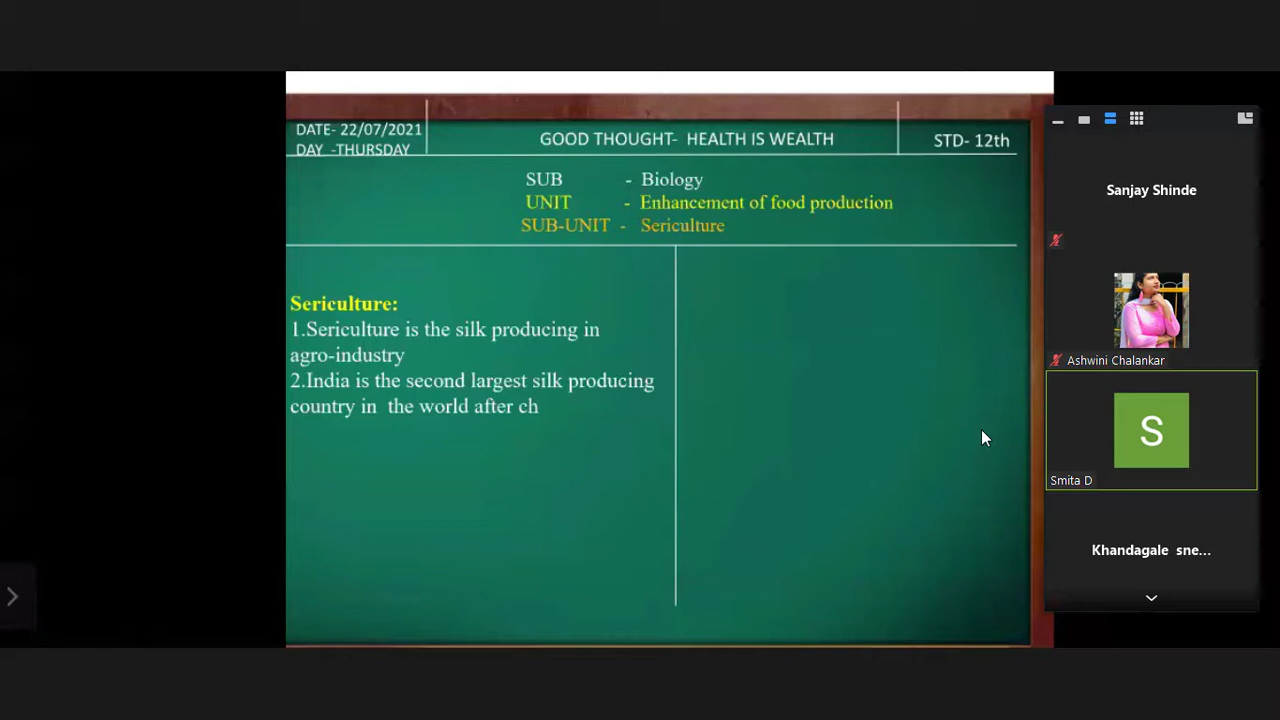 DATE- 22/07/2021
DAY -THURSDAY
GOOD THOUGHT- HEALTH IS WEALTH
STD- 12th
SUB - Biology
UNIT - Enhancement of food production
SUB-UNIT - Sericulture
Sericulture:
1.Sericulture is the silk producing in
agro-industry
2.India is the second largest silk producing
country in the world after ch
Sanjay Shinde
Ashwini Chalankar
S
Smita D
Khandagale sne...